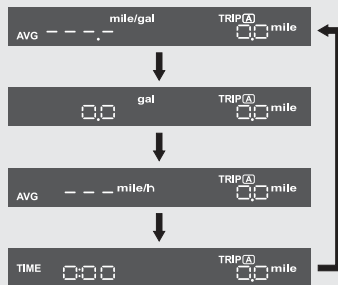 mile/gal TRIP A
AVG ---.- 0.0 mile
gal TRIP A
0.0 0.0 mile
TRIP A
AVG --- mile/h 0.0 mile
TRIP A
TIME 0:00 0.0 mile